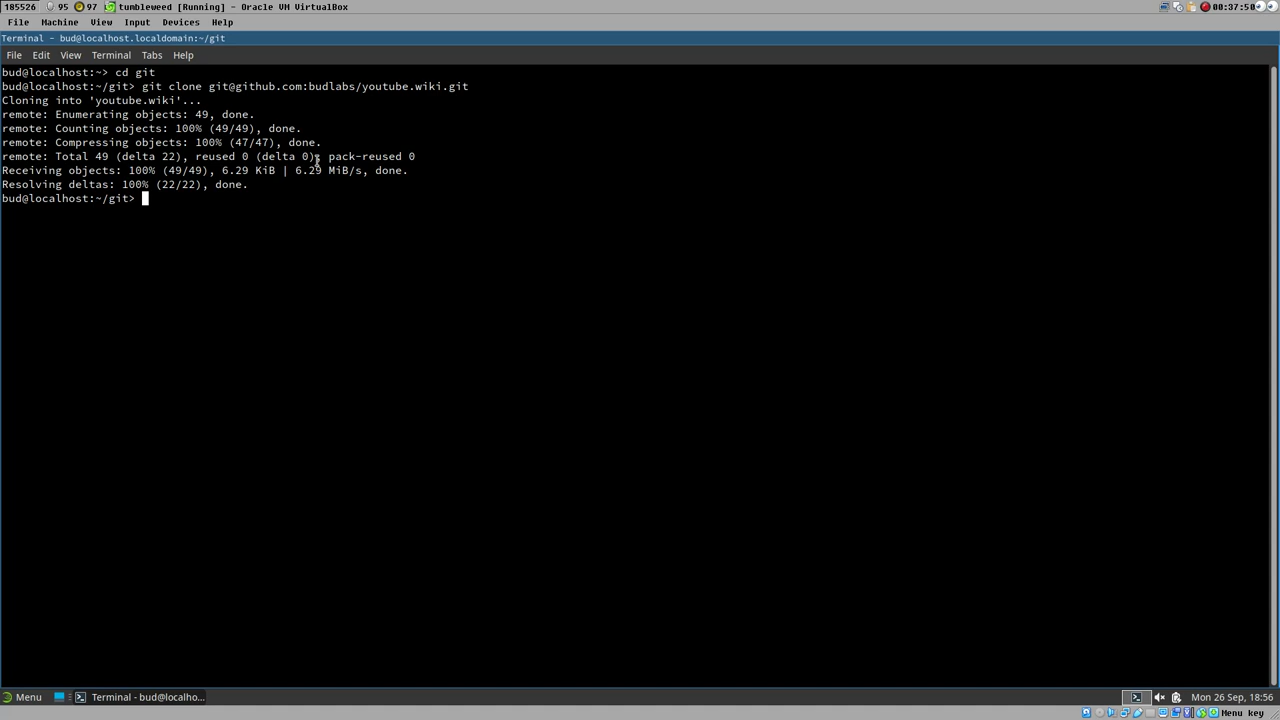 185526 95 97 tumbleweed [Running] - Oracle VM VirtualBox 00:37:50
File Machine View Input Devices Help
Terminal - bud@localhost.localdomain:~/git
File Edit View Terminal Tabs Help
bud@localhost:~> cd git
bud@localhost:~/git> git clone git@github.com:budlabs/youtube.wiki.git
Cloning into 'youtube.wiki'...
remote: Enumerating objects: 49, done.
remote: Counting objects: 100% (49/49), done.
remote: Compressing objects: 100% (47/47), done.
remote: Total 49 (delta 22), reused 0 (delta 0), pack-reused 0
Receiving objects: 100% (49/49), 6.29 KiB | 6.29 MiB/s, done.
Resolving deltas: 100% (22/22), done.
bud@localhost:~/git>
Menu Terminal - bud@localho... Mon 26 Sep, 18:56
Menu key